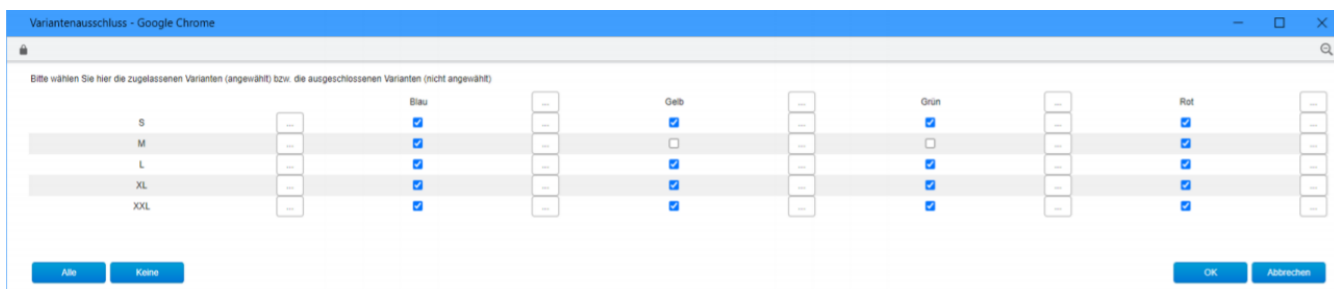 Variantenausschluss - Google Chrome
Bitte wählen Sie hier die zugelassenen Varianten (angewählt) bzw. die ausgeschlossenen Varianten (nicht angewählt)
Blau ... Gelb ... Grün ... Rot ...
S ... ... ... ... ...
M ... ... ... ... ...
L ... ... ... ... ...
XL ... ... ... ... ...
XXL ... ... ... ... ...
Alle Keine OK Abbrechen